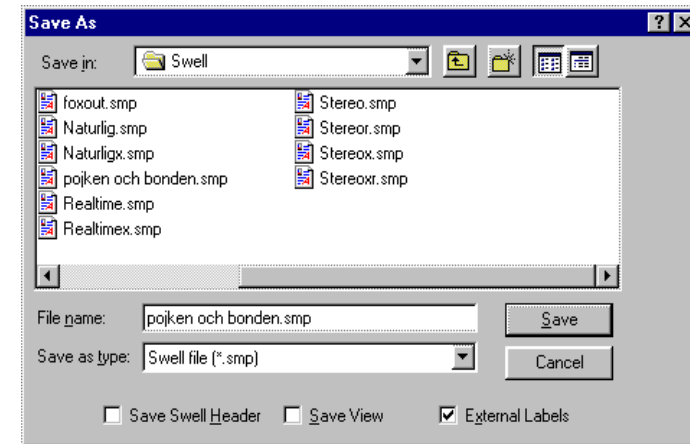 Save As
Save in: Swell
foxout.smp
Naturlig.smp
Naturligx.smp
pojken och bonden.smp
Realtime.smp
Realtimex.smp
Stereo.smp
Stereor.smp
Stereox.smp
Stereoxr.smp
File name: pojken och bonden.smp
Save
Save as type: Swell file (*.smp)
Cancel
Save Swell Header Save View External Labels